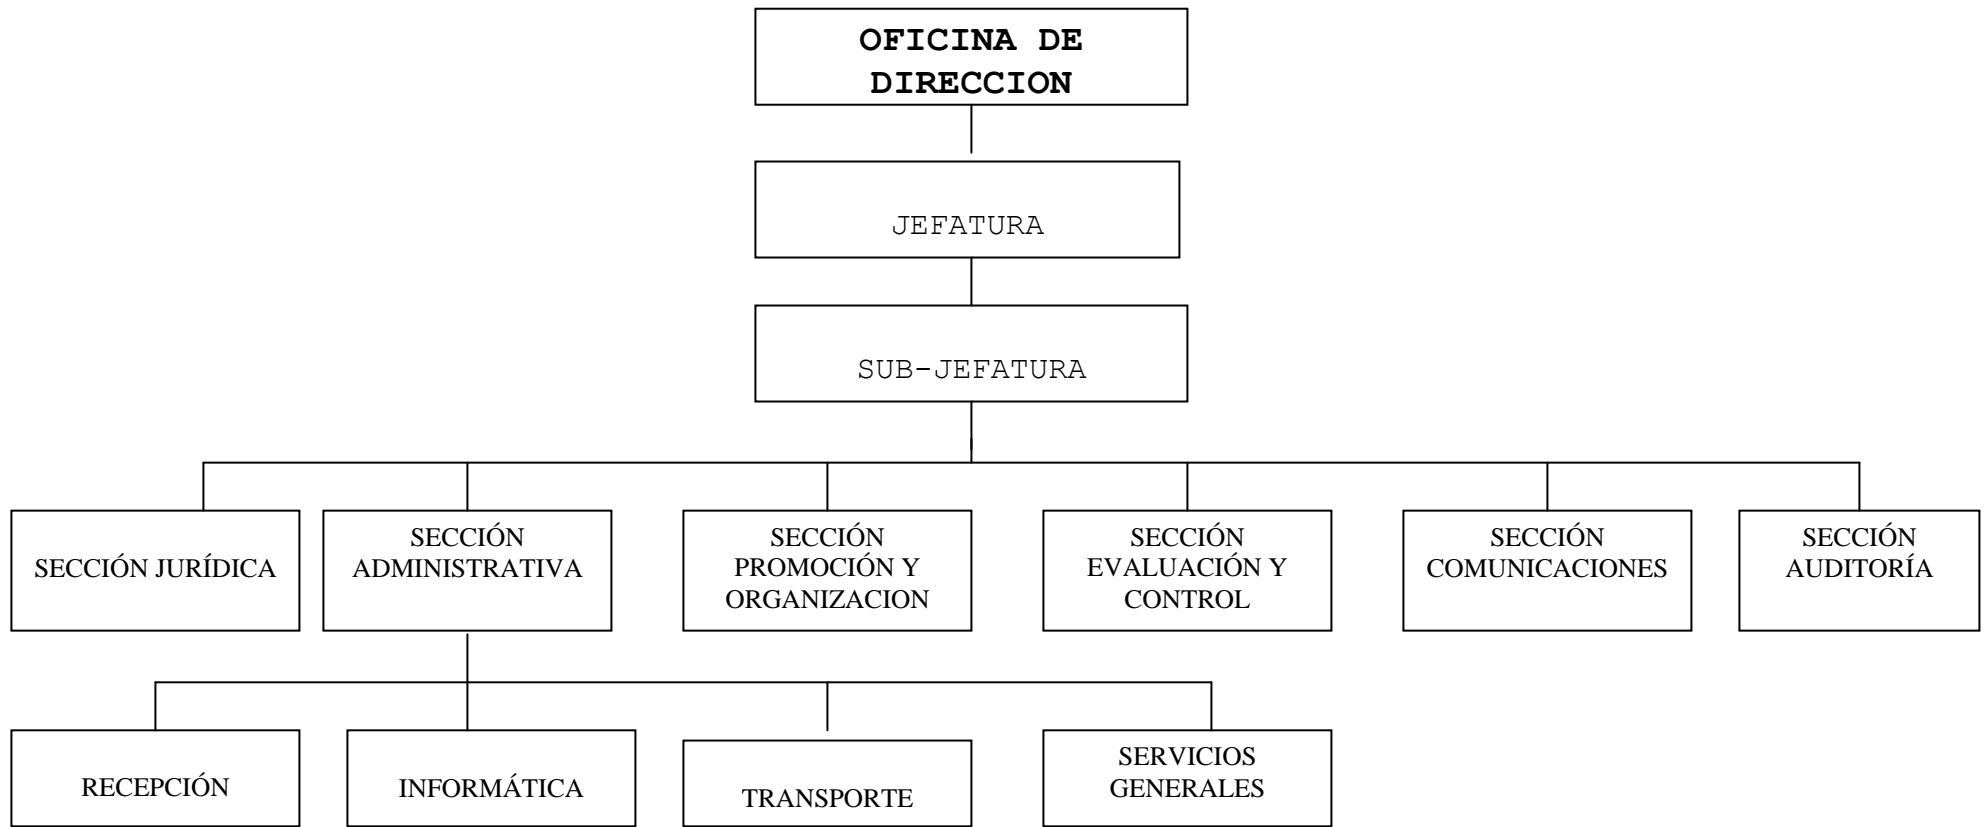 OFICINA DE
DIRECCION
JEFATURA
SUB-JEFATURA
SECCIÓN JURÍDICA
SECCIÓN
ADMINISTRATIVA
SECCIÓN
PROMOCIÓN Y
ORGANIZACION
SECCIÓN
EVALUACIÓN Y
CONTROL
SECCIÓN
COMUNICACIONES
SECCIÓN
AUDITORÍA
RECEPCIÓN
INFORMÁTICA
TRANSPORTE
SERVICIOS
GENERALES